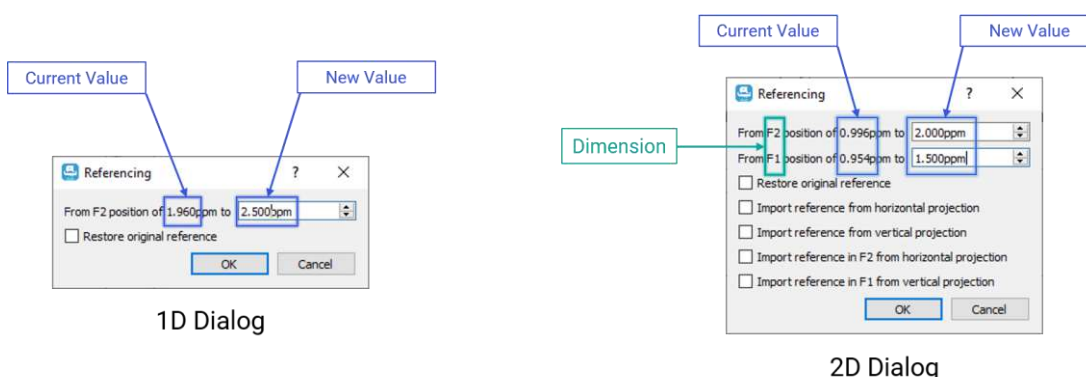 Current Value
New Value
Referencing ? ×
From F2 position of 1.960ppm to 2.500ppm
Restore original reference
OK Cancel
1D Dialog
Current Value
New Value
Dimension
Referencing ? ×
From F2 position of 0.996ppm to 2.000ppm
From F1 position of 0.954ppm to 1.500ppm
Restore original reference
Import reference from horizontal projection
Import reference from vertical projection
Import reference in F2 from horizontal projection
Import reference in F1 from vertical projection
OK Cancel
2D Dialog